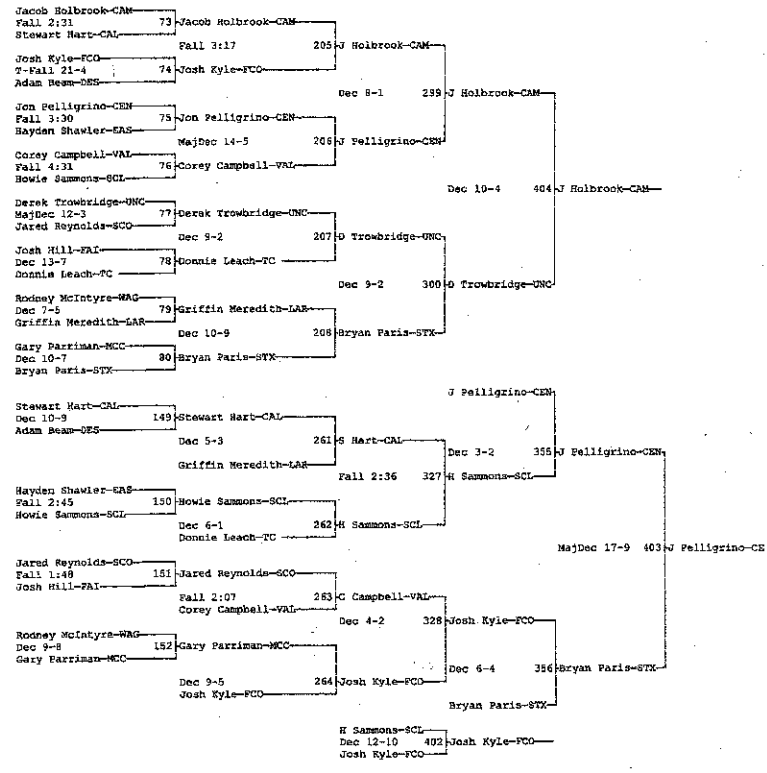 Jacob Holbrook-CAM
Fall 2:31 73 Jacob Holbrook-CAM
Stewart Hart-CAL
Fall 3:17 205 J Holbrook-CAM
Josh Kyle-FCO
T-Fall 21-4 74 Josh Kyle-FCO
Adam Beam-DES
Dec 8-1 299 J Holbrook-CAM
Jon Pelligrino-CEN
Fall 3:30 75 Jon Pelligrino-CEN
Hayden Shawler-EAS
MajDec 14-5 206 J Pelligrino-CEN
Corey Campbell-VAL
Fall 4:31 76 Corey Campbell-VAL
Howie Sammons-SCL
Dec 10-4 404 J Holbrook-CAM
Derek Trowbridge-UNC
MajDec 12-3 77 Derek Trowbridge-UNC
Jared Reynolds-SCO
Dec 9-2 207 D Trowbridge-UNC
Josh Hill-FAI
Dec 13-7 78 Donnie Leach-TC
Donnie Leach-TC
Dec 9-2 300 D Trowbridge-UNC
Rodney McIntyre-WAG
Dec 7-5 79 Griffin Meredith-LAR
Griffin Meredith-LAR
Dec 10-9 208 Bryan Paris-STX
Gary Parriman-MCC
Dec 10-7 80 Bryan Paris-STX
Bryan Paris-STX
J Pelligrino-CEN
Stewart Hart-CAL
Dec 10-9 149 Stewart Hart-CAL
Adam Beam-DES
Dec 5-3 261 S Hart-CAL
Dec 3-2 355 J Pelligrino-CEN
Griffin Meredith-LAR
Fall 2:36 327 H Sammons-SCL
Hayden Shawler-EAS
Fall 2:45 150 Howie Sammons-SCL
Howie Sammons-SCL
Dec 6-1 262 H Sammons-SCL
Donnie Leach-TC
MajDec 17-9 403 J Pelligrino-CE
Jared Reynolds-SCO
Fall 1:48 151 Jared Reynolds-SCO
Josh Hill-FAI
Fall 2:07 263 C Campbell-VAL
Corey Campbell-VAL
Dec 4-2 328 Josh Kyle-FCO
Rodney McIntyre-WAG
Dec 9-8 152 Gary Parriman-MCC
Gary Parriman-MCC
Dec 6-4 356 Bryan Paris-STX
Dec 9-5 264 Josh Kyle-FCO
Josh Kyle-FCO
Bryan Paris-STX
H Sammons-SCL
Dec 12-10 402 Josh Kyle-FCO
Josh Kyle-FCO